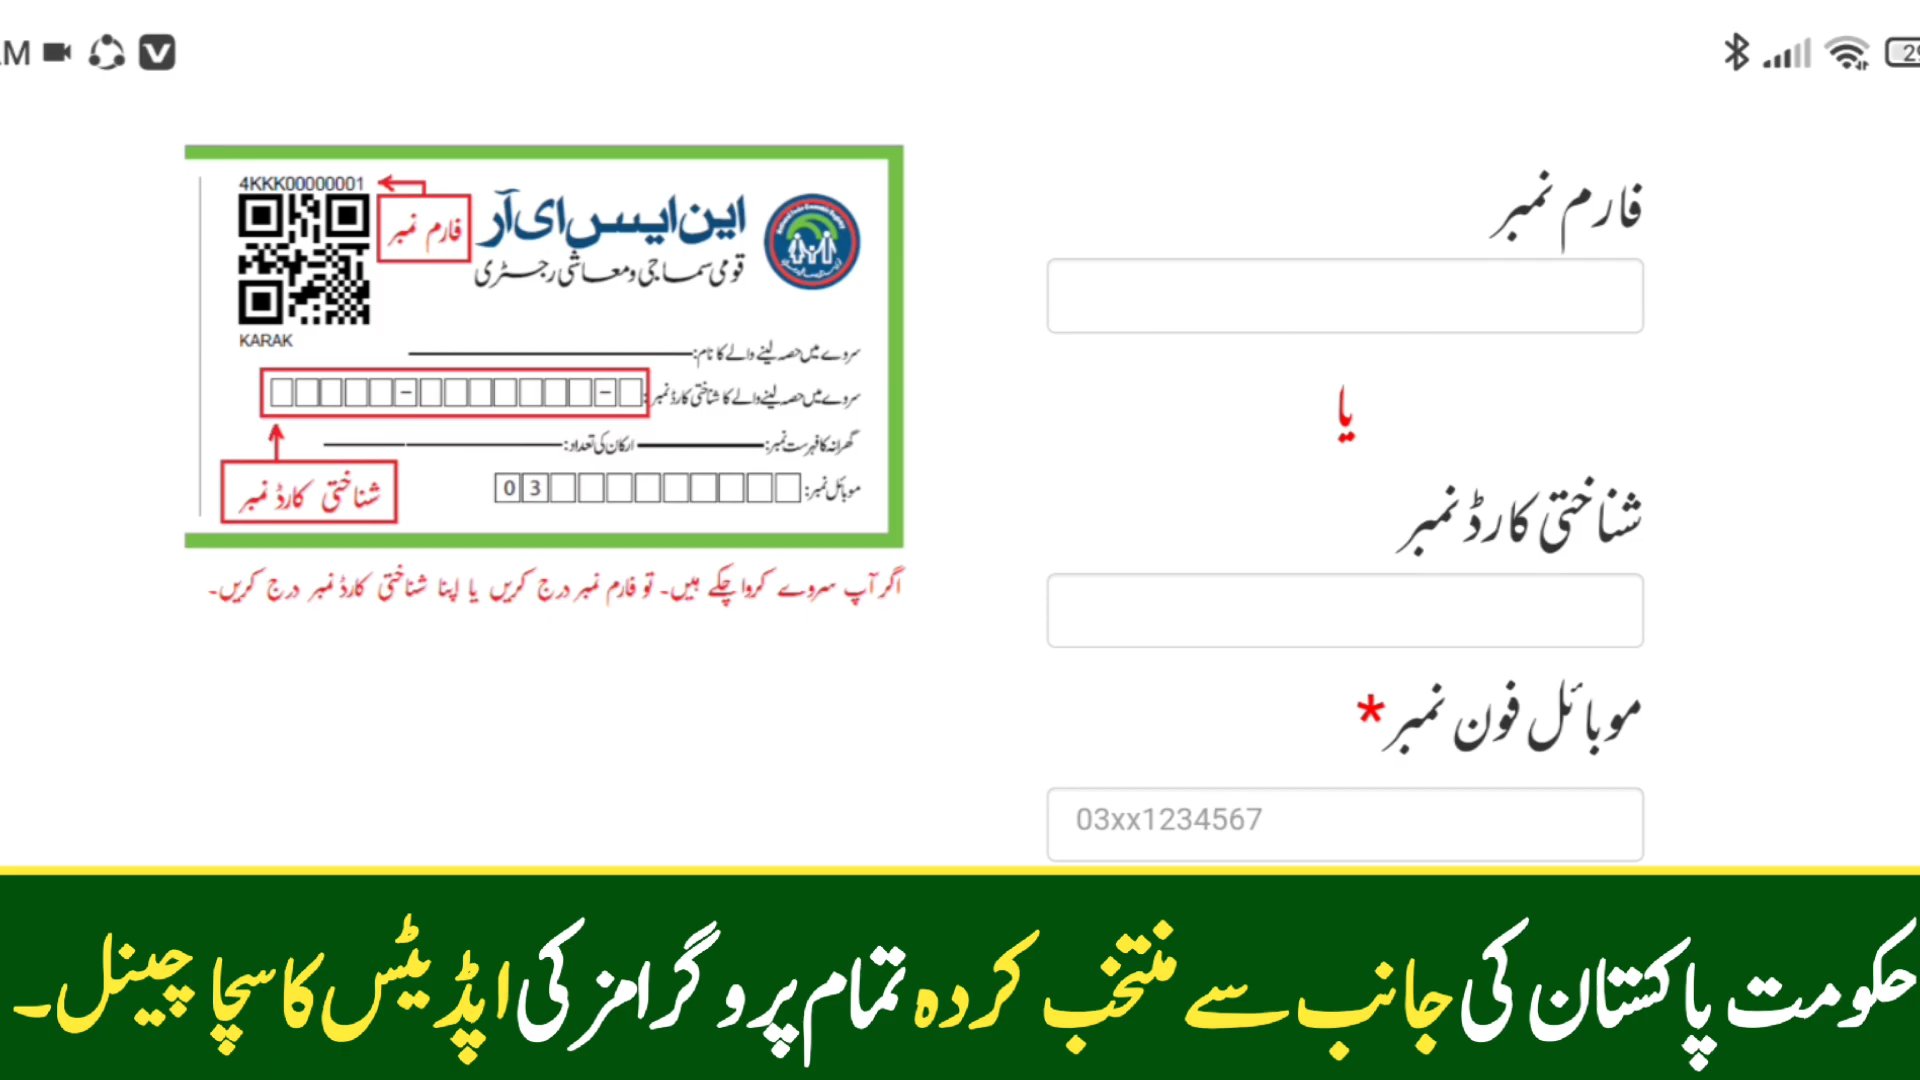 AM
29
4KKK00000001
فارم نمبر
این ایس ای آر
قومی سماجی و معاشی رجسٹری
KARAK
سروے میں حصہ لینے والے کا نام:
سروے میں حصہ لینے والے کا شناختی کارڈ نمبر:
گھرانہ کا فہرست نمبر: ارکان کی تعداد:
شناختی کارڈ نمبر
موبائل نمبر: 03
اگر آپ سروے کروا چکے ہیں۔ تو فارم نمبر درج کریں یا اپنا شناختی کارڈ نمبر درج کریں۔
فارم نمبر
یا
شناختی کارڈ نمبر
موبائل فون نمبر *
03xx1234567
حکومت پاکستان کی جانب سے منتخب کردہ تمام پروگرامز کی اپڈیٹس کا سچا چینل۔